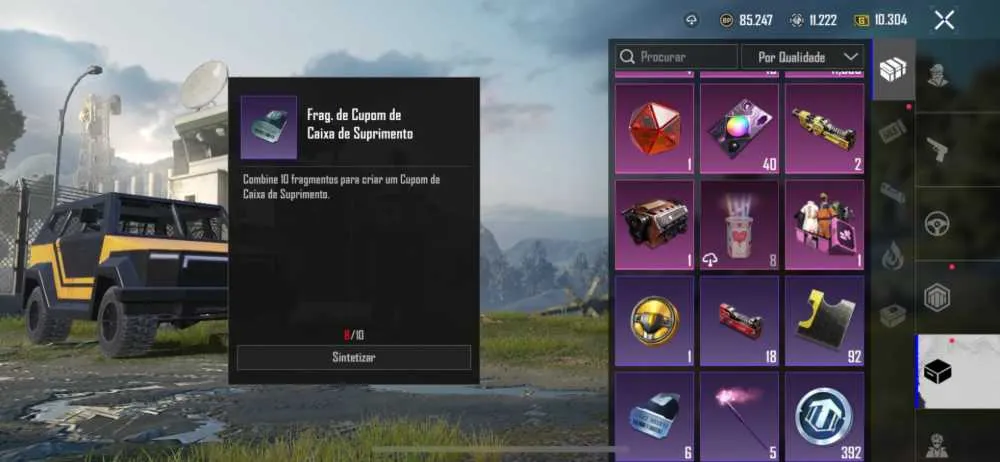 85.247
11.222
10.304
Procurar
Por Qualidade
Frag. de Cupom de
Caixa de Suprimento
Combine 10 fragmentos para criar um Cupom de
Caixa de Suprimento.
8/10
Sintetizar
1
40
2
1
8
1
1
18
92
6
5
392